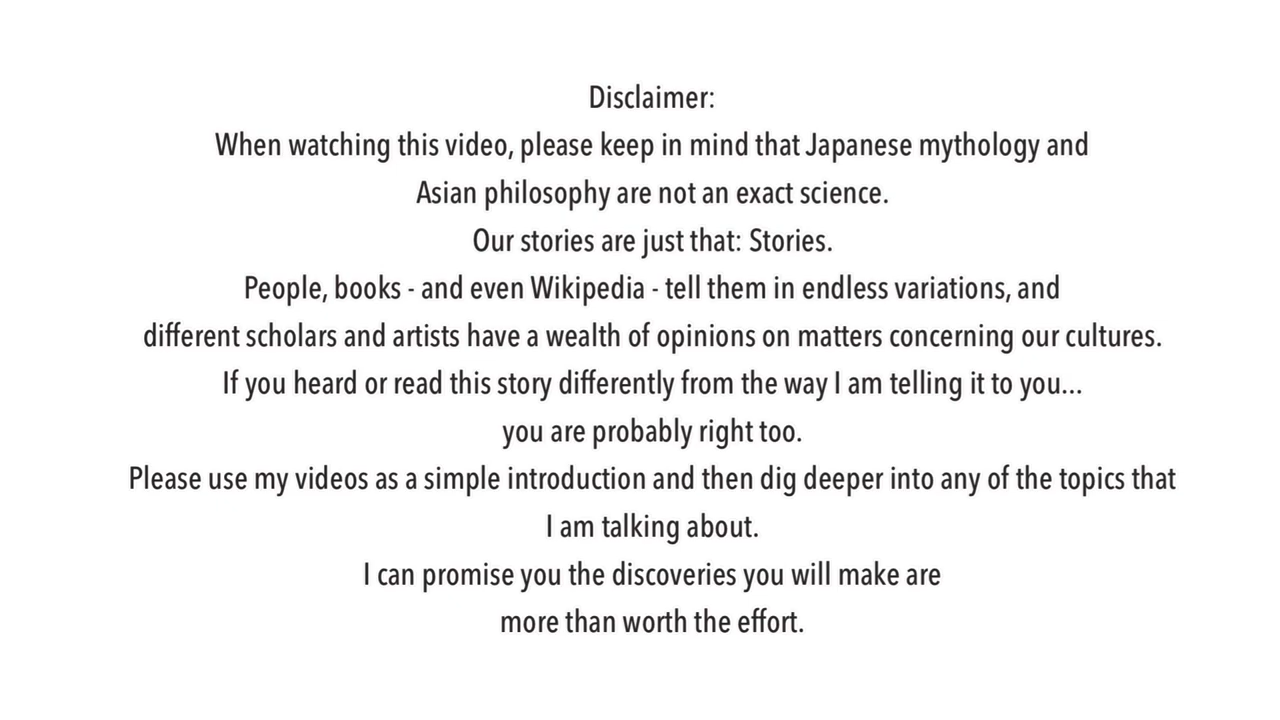 Disclaimer:
When watching this video, please keep in mind that Japanese mythology and
Asian philosophy are not an exact science.
Our stories are just that: Stories.
People, books - and even Wikipedia - tell them in endless variations, and
different scholars and artists have a wealth of opinions on matters concerning our cultures.
If you heard or read this story differently from the way I am telling it to you...
you are probably right too.
Please use my videos as a simple introduction and then dig deeper into any of the topics that
I am talking about.
I can promise you the discoveries you will make are
more than worth the effort.